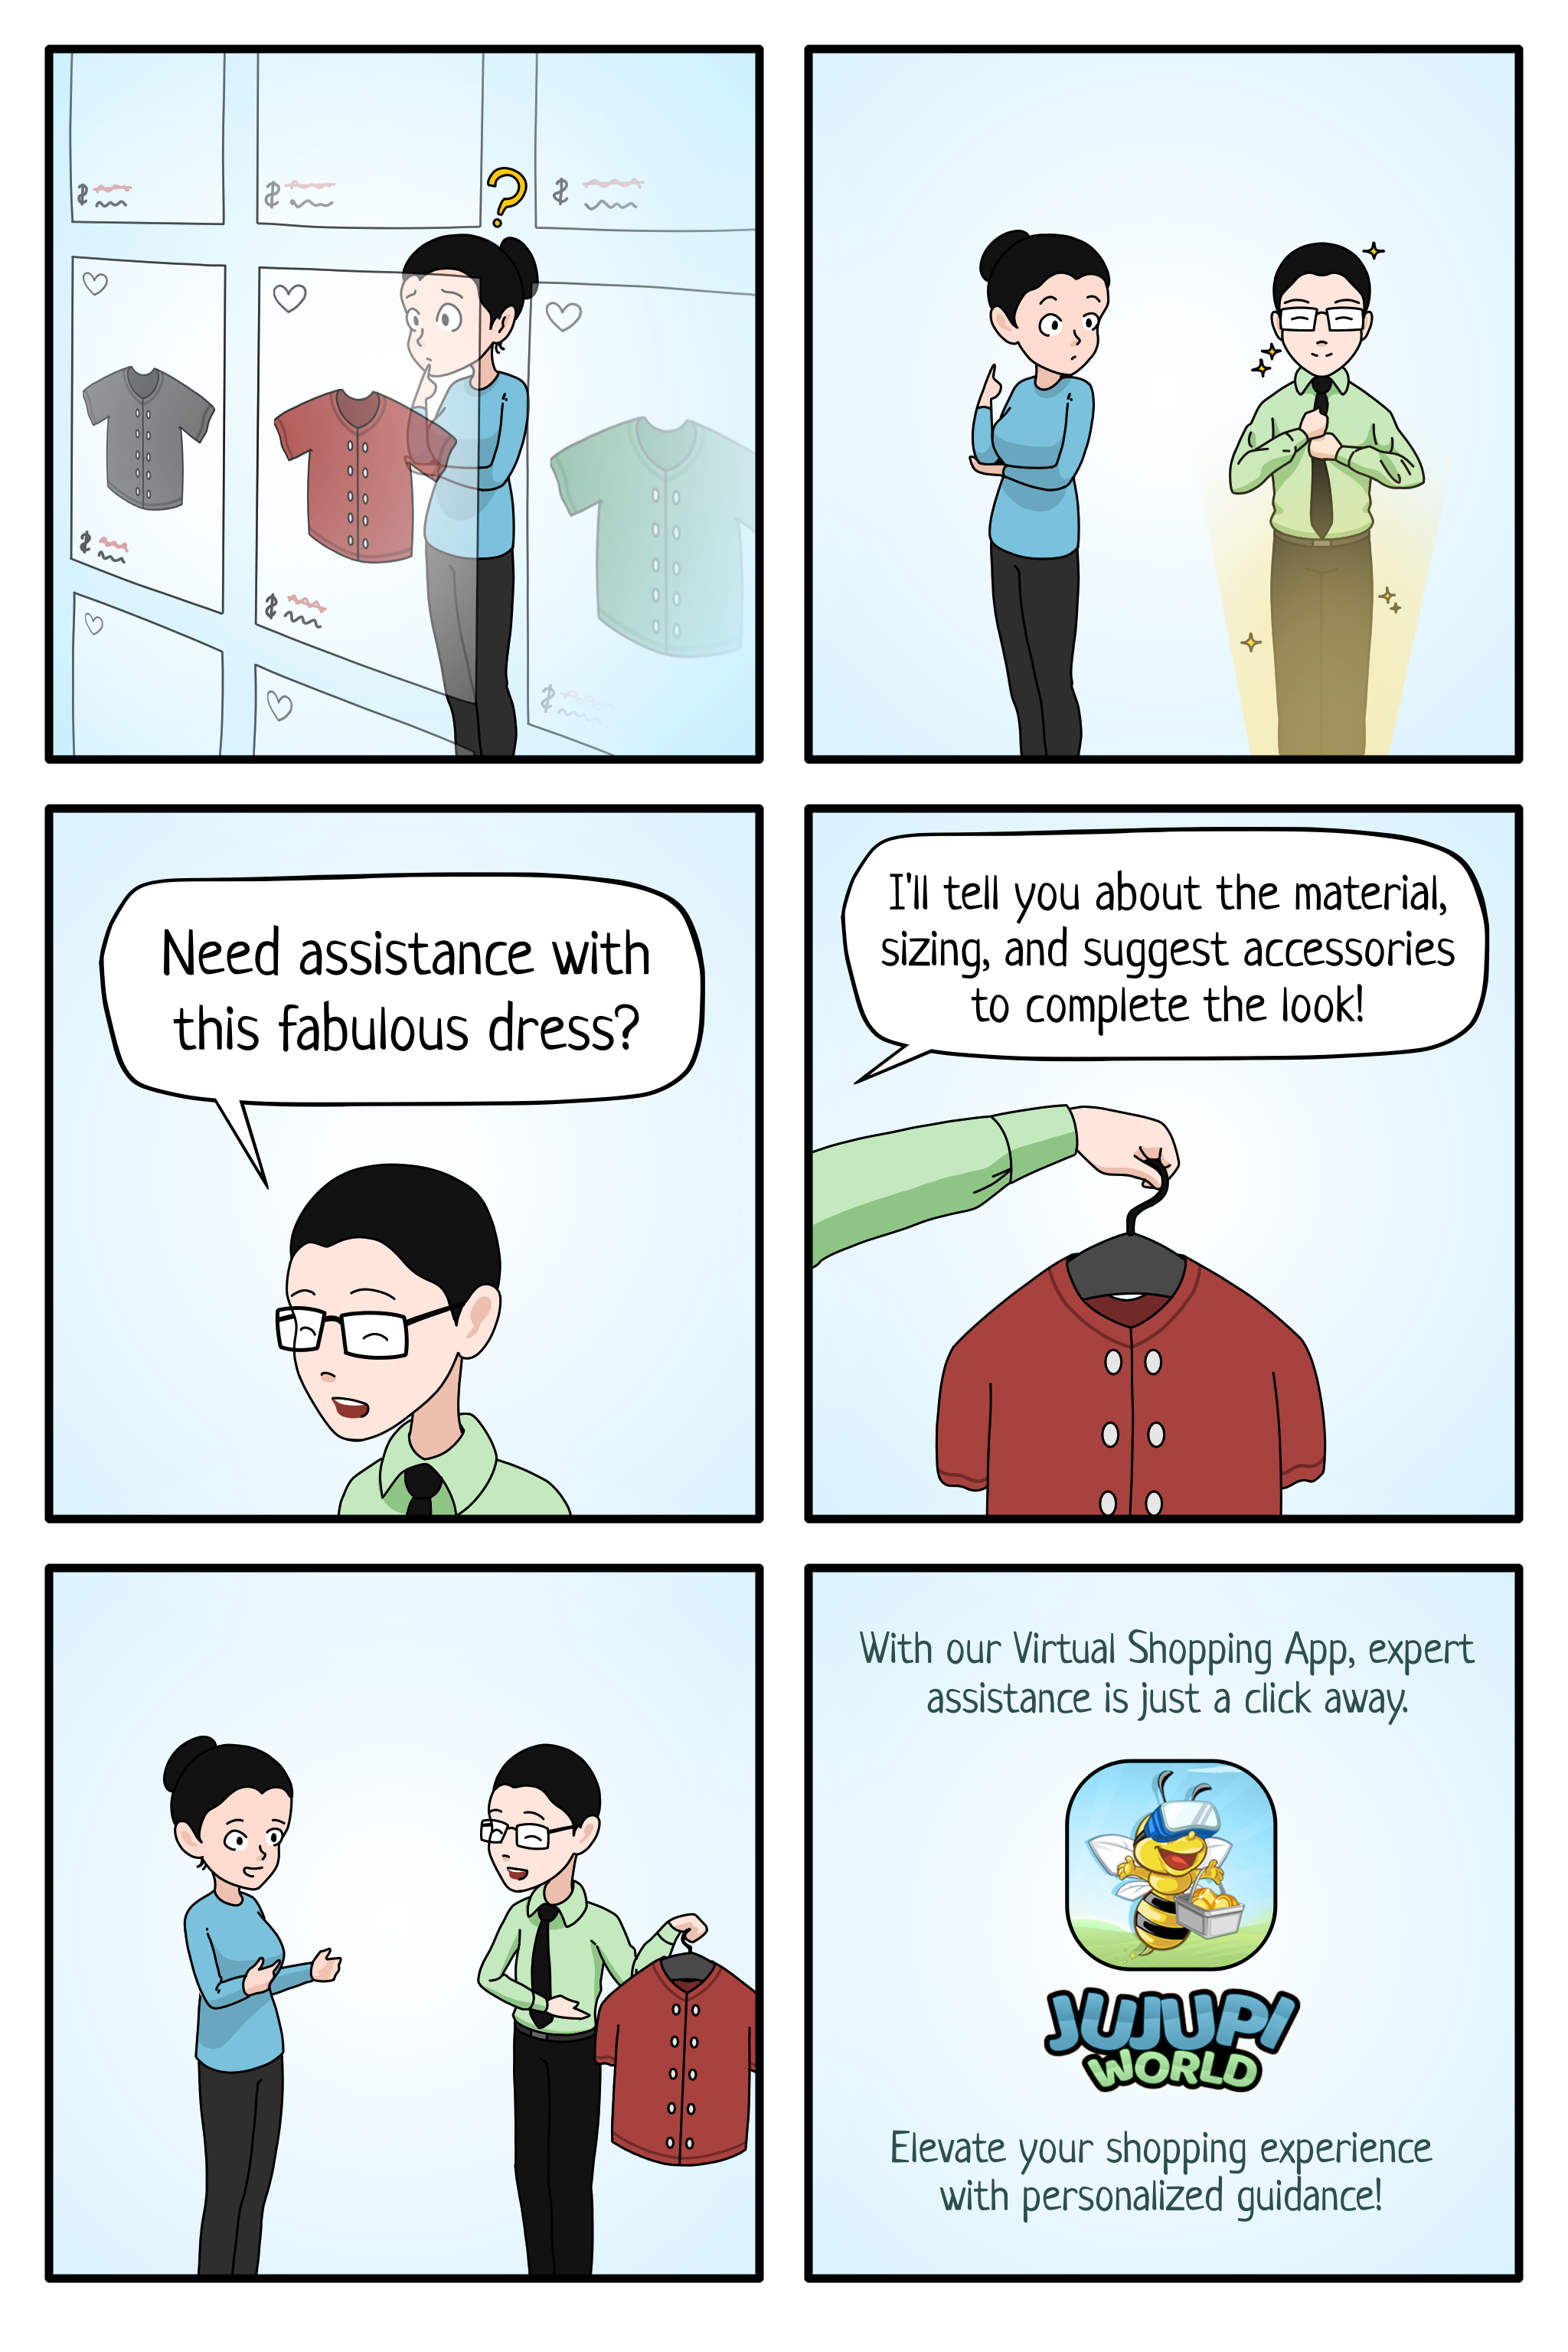 ?
Need assistance with
this fabulous dress?
I'll tell you about the material,
sizing, and suggest accessories
to complete the look!
With our Virtual Shopping App, expert
assistance is just a click away.
JUJUPI
WORLD
Elevate your shopping experience
with personalized guidance!